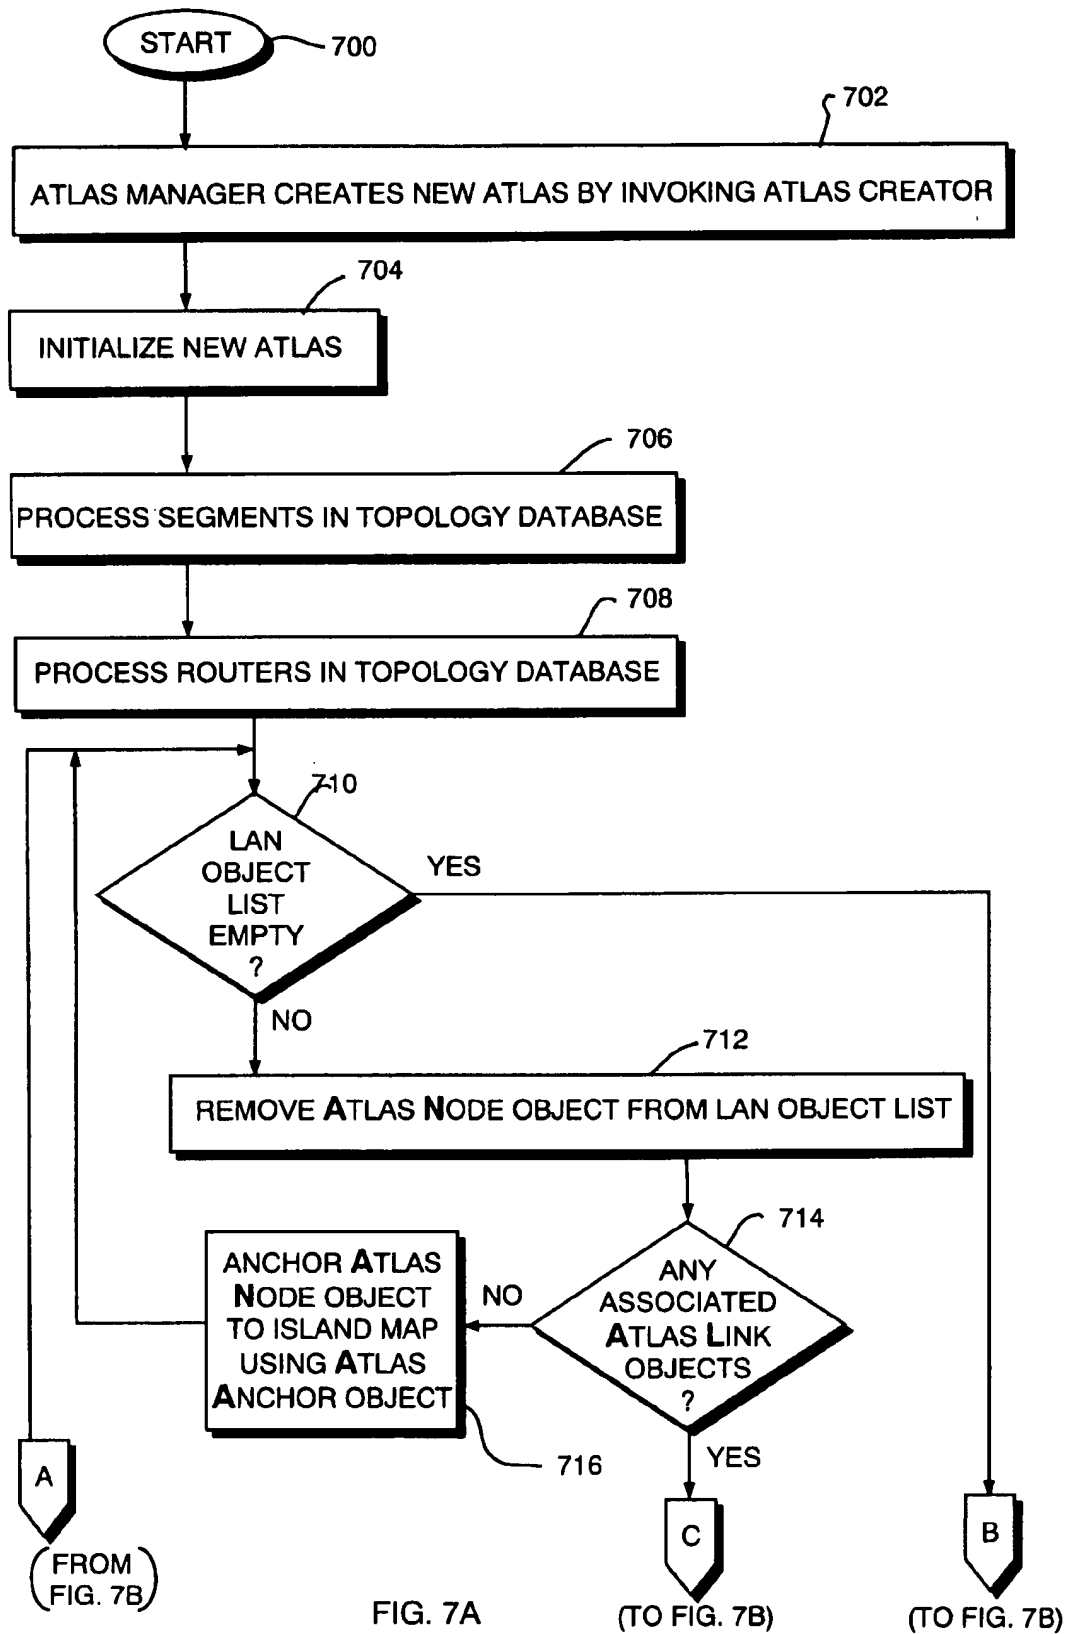 START
700
702
ATLAS MANAGER CREATES NEW ATLAS BY INVOKING ATLAS CREATOR
704
INITIALIZE NEW ATLAS
706
PROCESS SEGMENTS IN TOPOLOGY DATABASE
708
PROCESS ROUTERS IN TOPOLOGY DATABASE
710
LAN
OBJECT
LIST
EMPTY
?
YES
NO
712
REMOVE ATLAS NODE OBJECT FROM LAN OBJECT LIST
714
ANY
ASSOCIATED
ATLAS LINK
OBJECTS
?
NO
ANCHOR ATLAS
NODE OBJECT
TO ISLAND MAP
USING ATLAS
ANCHOR OBJECT
716
YES
A
(FROM
FIG. 7B)
C
(TO FIG. 7B)
B
(TO FIG. 7B)
FIG. 7A